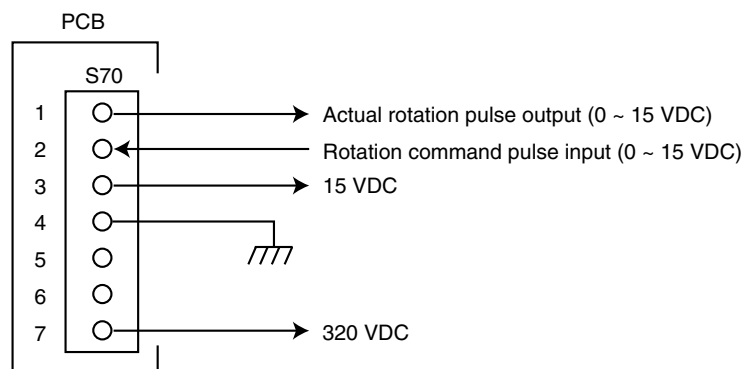 PCB
S70
1 Actual rotation pulse output (0 ~ 15 VDC)
2 Rotation command pulse input (0 ~ 15 VDC)
3 15 VDC
4
5
6
7 320 VDC